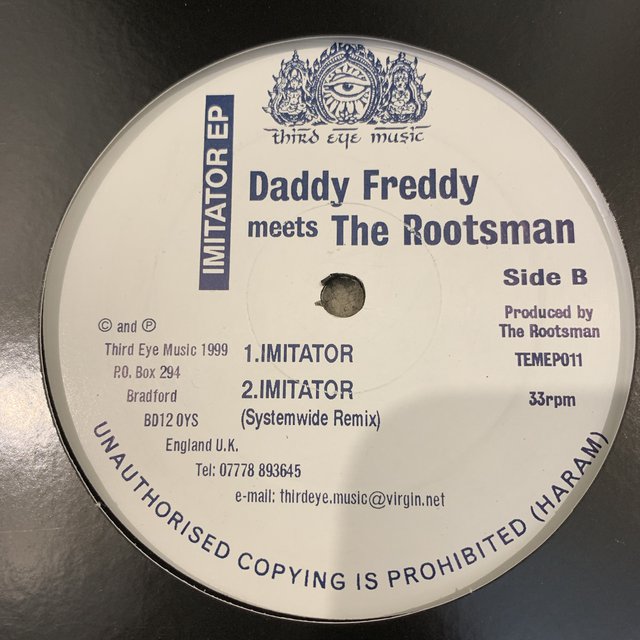 third eye music
IMITATOR EP
Daddy Freddy
meets The Rootsman
Side B
Produced by
The Rootsman
TEMEP011
33rpm
© and ℗
Third Eye Music 1999
P.O. Box 294
Bradford
BD12 0YS
England U.K.
Tel: 07778 893645
e-mail: thirdeye.music@virgin.net
1.IMITATOR
2.IMITATOR
(Systemwide Remix)
UNAUTHORISED COPYING IS PROHIBITED (HARAM)